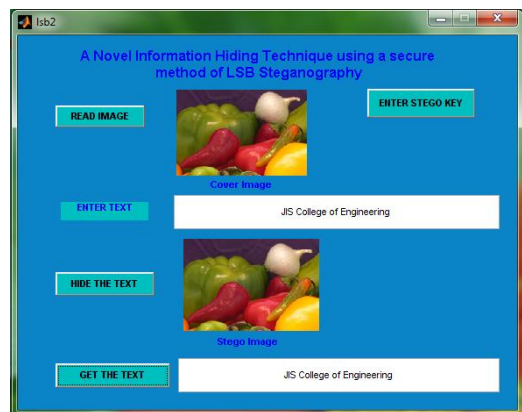 lsb2
A Novel Information Hiding Technique using a secure
method of LSB Steganography
READ IMAGE
ENTER STEGO KEY
Cover Image
ENTER TEXT
JIS College of Engineering
HIDE THE TEXT
Stego Image
GET THE TEXT
JIS College of Engineering